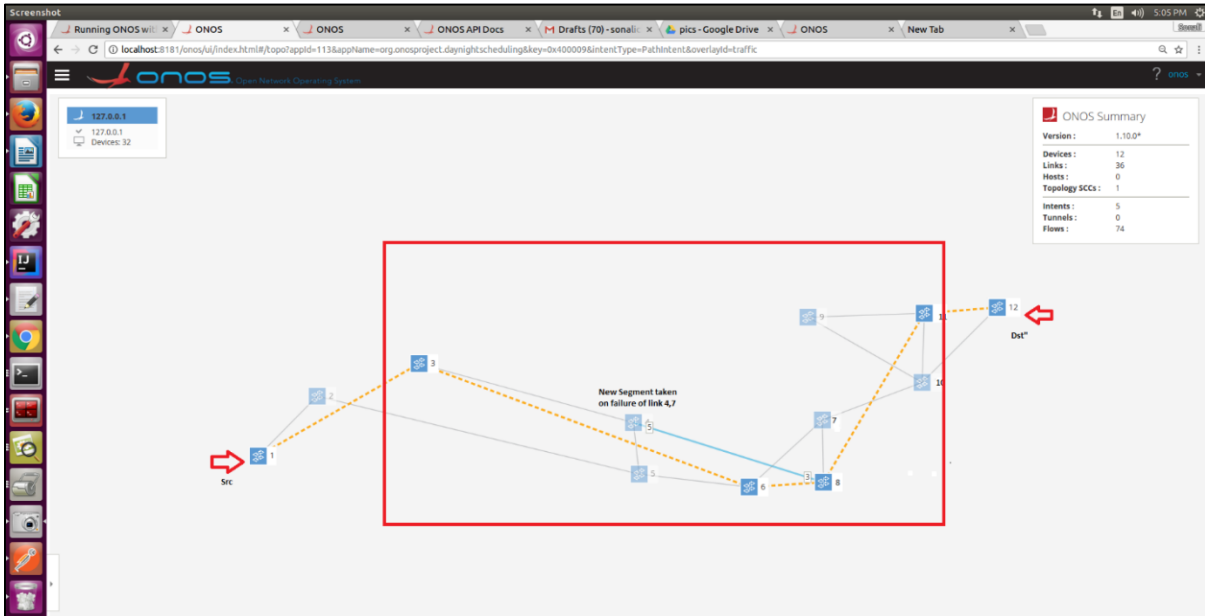 Screenshot
En
5:05 PM
Running ONOS wit
ONOS
ONOS
ONOS API Docs
Drafts (70) - sonalic
pics - Google Drive
ONOS
New Tab
localhost:8181/onos/ui/index.html#/topo?appId=113&appName=org.onosproject.daynightscheduling&key=0x400009&intentType=PathIntent&overlayId=traffic
onos Open Network Operating System
? onos
127.0.0.1
127.0.0.1
Devices: 32
ONOS Summary
Version : 1.10.0*
Devices : 12
Links : 36
Hosts : 0
Topology SCCs : 1
Intents : 5
Tunnels : 0
Flows : 74
12
11
9
Dst"
3
10
2
New Segment taken
on failure of link 4,7
7
5
1
5
3
8
6
Src